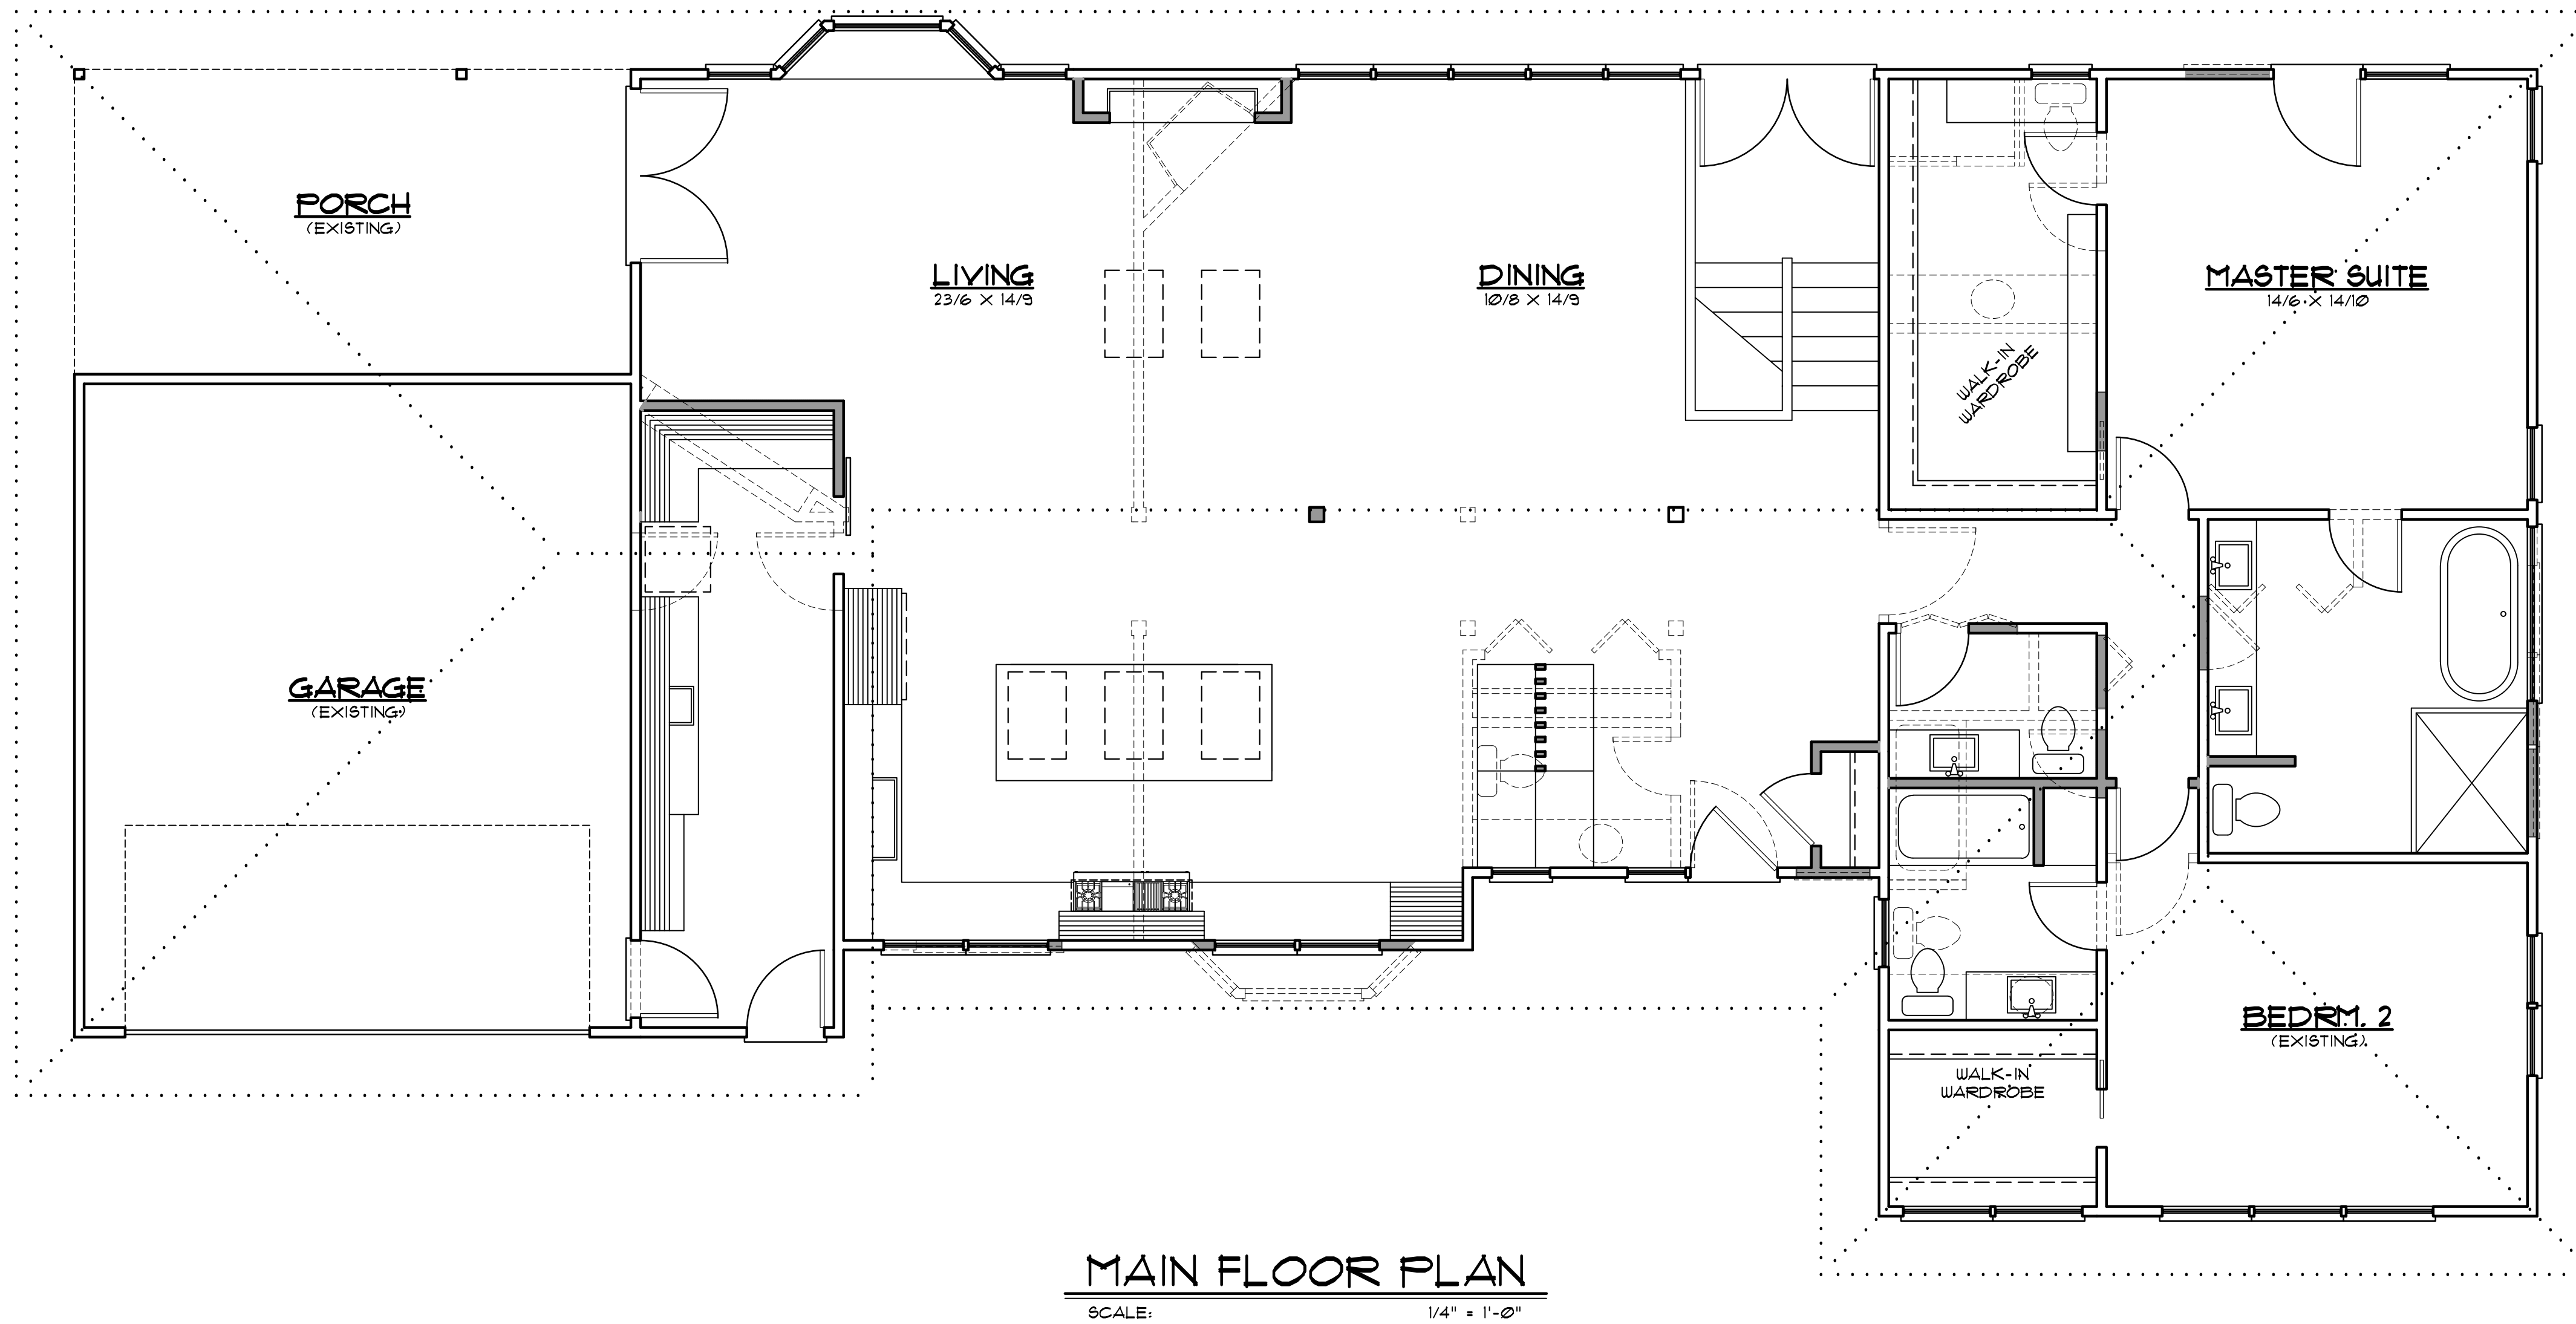 PORCH
(EXISTING)
LIVING
23/6 X 14/9
DINING
10/8 X 14/9
MASTER SUITE
14/6 X 14/10
WALK-IN
WARDROBE
GARAGE
(EXISTING)
BEDRM. 2
(EXISTING)
WALK-IN
WARDROBE
MAIN FLOOR PLAN
SCALE: 1/4" = 1'-0"